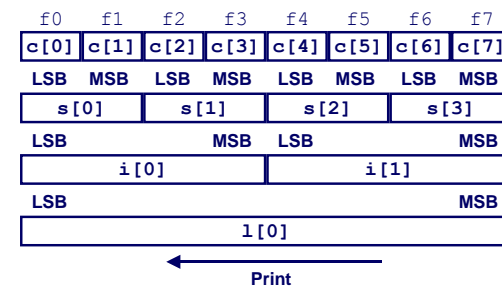 f0 f1 f2 f3 f4 f5 f6 f7
c[0] c[1] c[2] c[3] c[4] c[5] c[6] c[7]
LSB MSB LSB MSB LSB MSB LSB MSB
s[0] s[1] s[2] s[3]
LSB MSB LSB MSB
i[0] i[1]
LSB MSB
l[0]
Print